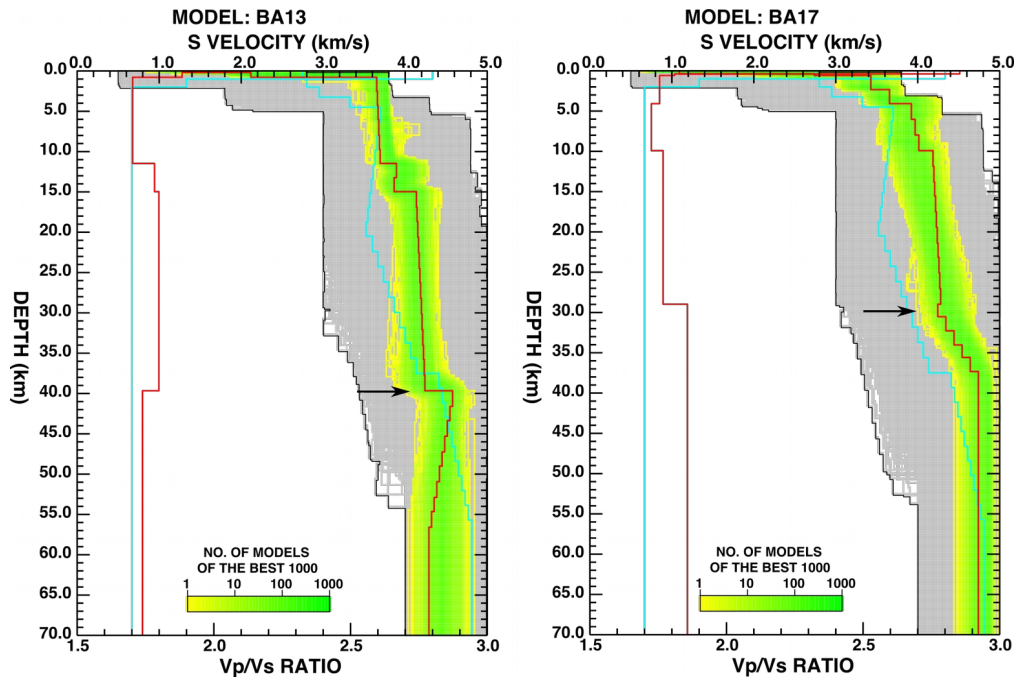 MODEL: BA13
S VELOCITY (km/s)
0.0 1.0 2.0 3.0 4.0 5.0
0.0
5.0
10.0
15.0
20.0
25.0
30.0
35.0
40.0
45.0
50.0
55.0
60.0
65.0
70.0
DEPTH (km)
NO. OF MODELS
OF THE BEST 1000
1 10 100 1000
1.5 2.0 2.5 3.0
Vp/Vs RATIO
MODEL: BA17
S VELOCITY (km/s)
0.0 1.0 2.0 3.0 4.0 5.0
0.0
5.0
10.0
15.0
20.0
25.0
30.0
35.0
40.0
45.0
50.0
55.0
60.0
65.0
70.0
DEPTH (km)
NO. OF MODELS
OF THE BEST 1000
1 10 100 1000
1.5 2.0 2.5 3.0
Vp/Vs RATIO